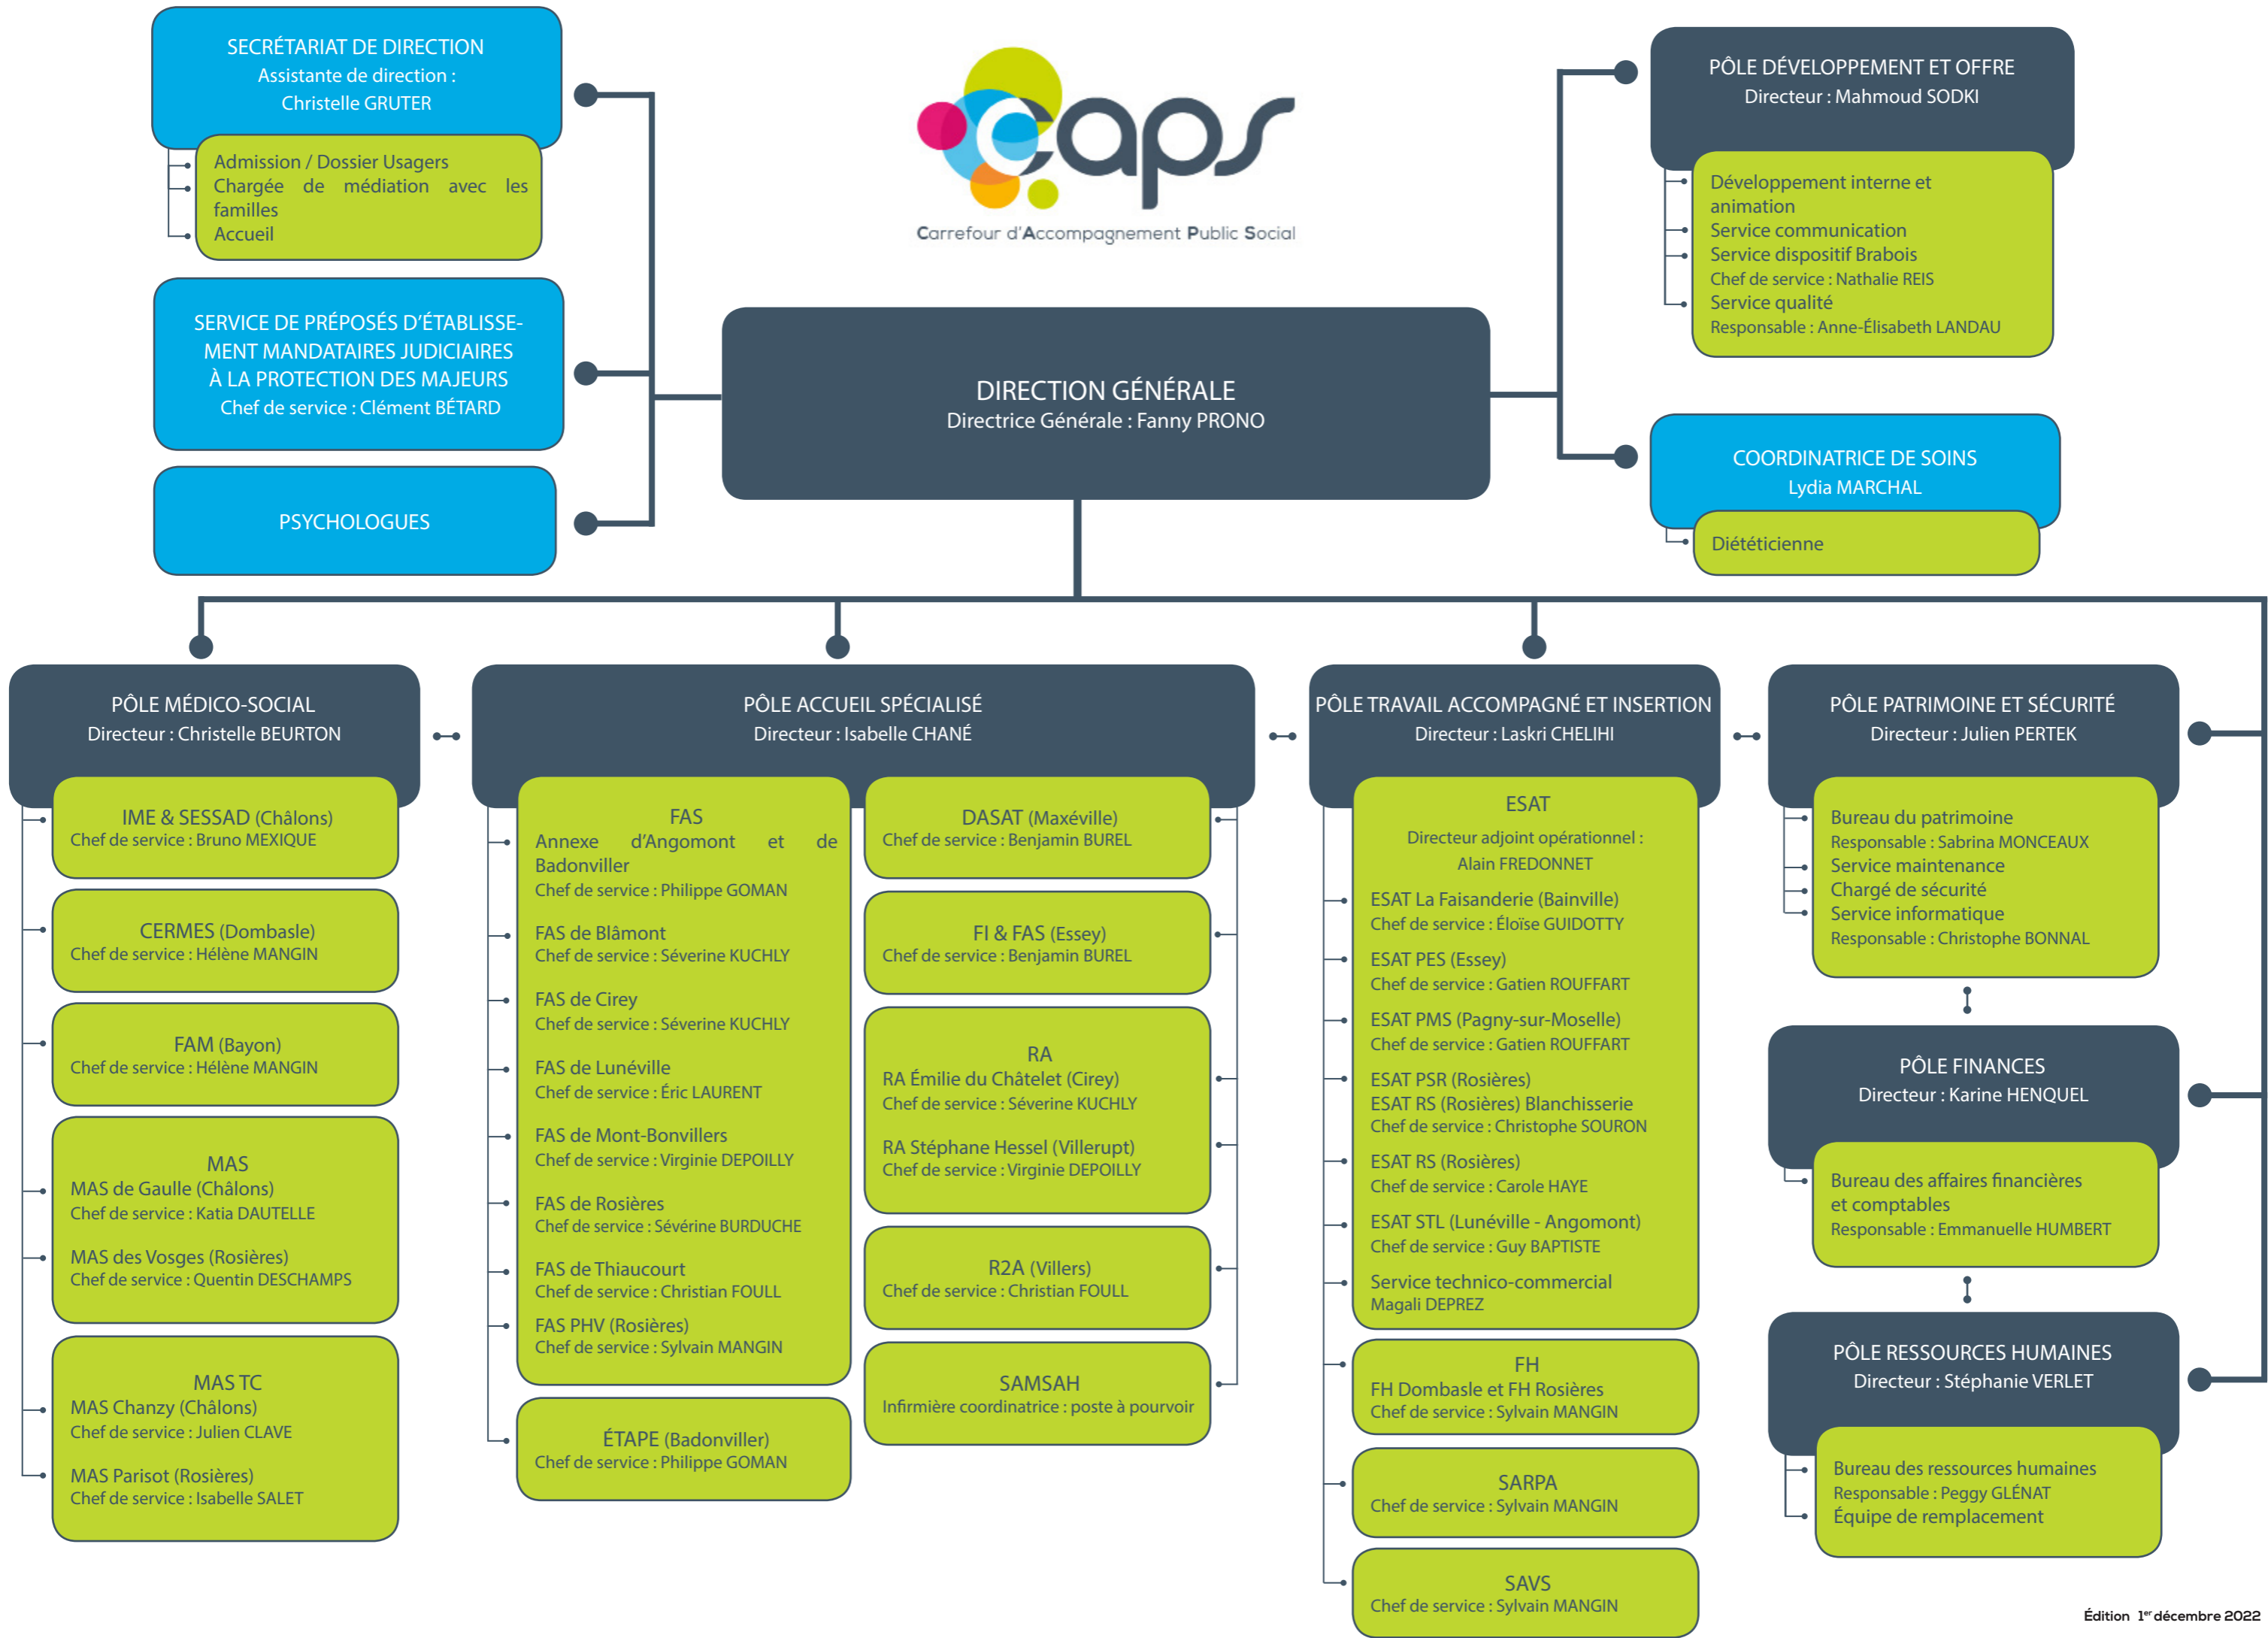 SECRÉTARIAT DE DIRECTION
Assistante de direction :
Christelle GRUTER
Admission / Dossier Usagers
Chargée de médiation avec les
familles
Accueil
SERVICE DE PRÉPOSÉS D'ÉTABLISSE-
MENT MANDATAIRES JUDICIAIRES
À LA PROTECTION DES MAJEURS
Chef de service : Clément BÉTARD
PSYCHOLOGUES
caps
Carrefour d'Accompagnement Public Social
DIRECTION GÉNÉRALE
Directrice Générale : Fanny PRONO
PÔLE DÉVELOPPEMENT ET OFFRE
Directeur : Mahmoud SODKI
Développement interne et
animation
Service communication
Service dispositif Brabois
Chef de service : Nathalie REIS
Service qualité
Responsable : Anne-Élisabeth LANDAU
COORDINATRICE DE SOINS
Lydia MARCHAL
Diététicienne
PÔLE MÉDICO-SOCIAL
Directeur : Christelle BEURTON
IME & SESSAD (Châlons)
Chef de service : Bruno MEXIQUE
CERMES (Dombasle)
Chef de service : Hélène MANGIN
FAM (Bayon)
Chef de service : Hélène MANGIN
MAS
MAS de Gaulle (Châlons)
Chef de service : Katia DAUTELLE
MAS des Vosges (Rosières)
Chef de service : Quentin DESCHAMPS
MAS TC
MAS Chanzy (Châlons)
Chef de service : Julien CLAVE
MAS Parisot (Rosières)
Chef de service : Isabelle SALET
PÔLE ACCUEIL SPÉCIALISÉ
Directeur : Isabelle CHANÉ
FAS
Annexe d'Angomont et de
Badonviller
Chef de service : Philippe GOMAN
FAS de Blâmont
Chef de service : Séverine KUCHLY
FAS de Cirey
Chef de service : Séverine KUCHLY
FAS de Lunéville
Chef de service : Éric LAURENT
FAS de Mont-Bonvillers
Chef de service : Virginie DEPOILLY
FAS de Rosières
Chef de service : Sévérine BURDUCHE
FAS de Thiaucourt
Chef de service : Christian FOULL
FAS PHV (Rosières)
Chef de service : Sylvain MANGIN
ÉTAPE (Badonviller)
Chef de service : Philippe GOMAN
DASAT (Maxéville)
Chef de service : Benjamin BUREL
FI & FAS (Essey)
Chef de service : Benjamin BUREL
RA
RA Émilie du Châtelet (Cirey)
Chef de service : Séverine KUCHLY
RA Stéphane Hessel (Villerupt)
Chef de service : Virginie DEPOILLY
R2A (Villers)
Chef de service : Christian FOULL
SAMSAH
Infirmière coordinatrice : poste à pourvoir
PÔLE TRAVAIL ACCOMPAGNÉ ET INSERTION
Directeur : Laskri CHELIHI
ESAT
Directeur adjoint opérationnel :
Alain FREDONNET
ESAT La Faisanderie (Bainville)
Chef de service : Éloïse GUIDOTTY
ESAT PES (Essey)
Chef de service : Gatien ROUFFART
ESAT PMS (Pagny-sur-Moselle)
Chef de service : Gatien ROUFFART
ESAT PSR (Rosières)
ESAT RS (Rosières) Blanchisserie
Chef de service : Christophe SOURON
ESAT RS (Rosières)
Chef de service : Carole HAYE
ESAT STL (Lunéville - Angomont)
Chef de service : Guy BAPTISTE
Service technico-commercial
Magali DEPREZ
FH
FH Dombasle et FH Rosières
Chef de service : Sylvain MANGIN
SARPA
Chef de service : Sylvain MANGIN
SAVS
Chef de service : Sylvain MANGIN
PÔLE PATRIMOINE ET SÉCURITÉ
Directeur : Julien PERTEK
Bureau du patrimoine
Responsable : Sabrina MONCEAUX
Service maintenance
Chargé de sécurité
Service informatique
Responsable : Christophe BONNAL
PÔLE FINANCES
Directeur : Karine HENQUEL
Bureau des affaires financières
et comptables
Responsable : Emmanuelle HUMBERT
PÔLE RESSOURCES HUMAINES
Directeur : Stéphanie VERLET
Bureau des ressources humaines
Responsable : Peggy GLÉNAT
Équipe de remplacement
Édition 1er décembre 2022